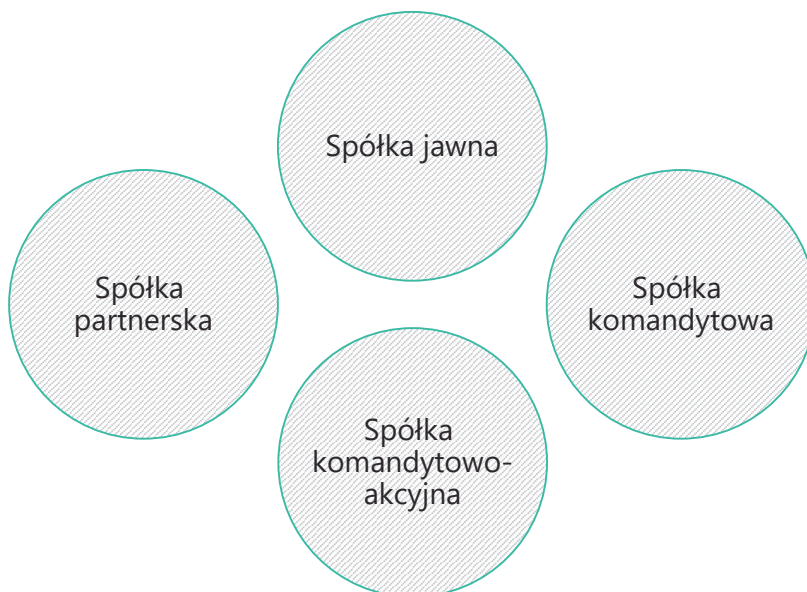 Spółka jawna
Spółka
partnerska
Spółka
komandytowa
Spółka
komandytowo-
akcyjna